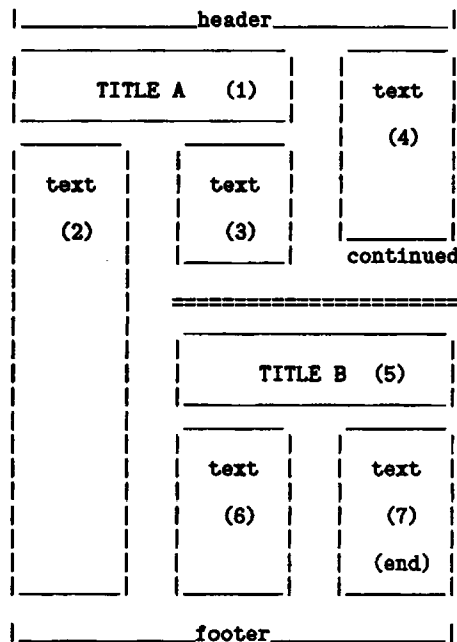 header
TITLE A (1)
text
(2)
text
(3)
text
(4)
continued
TITLE B (5)
text
(6)
text
(7)
(end)
footer